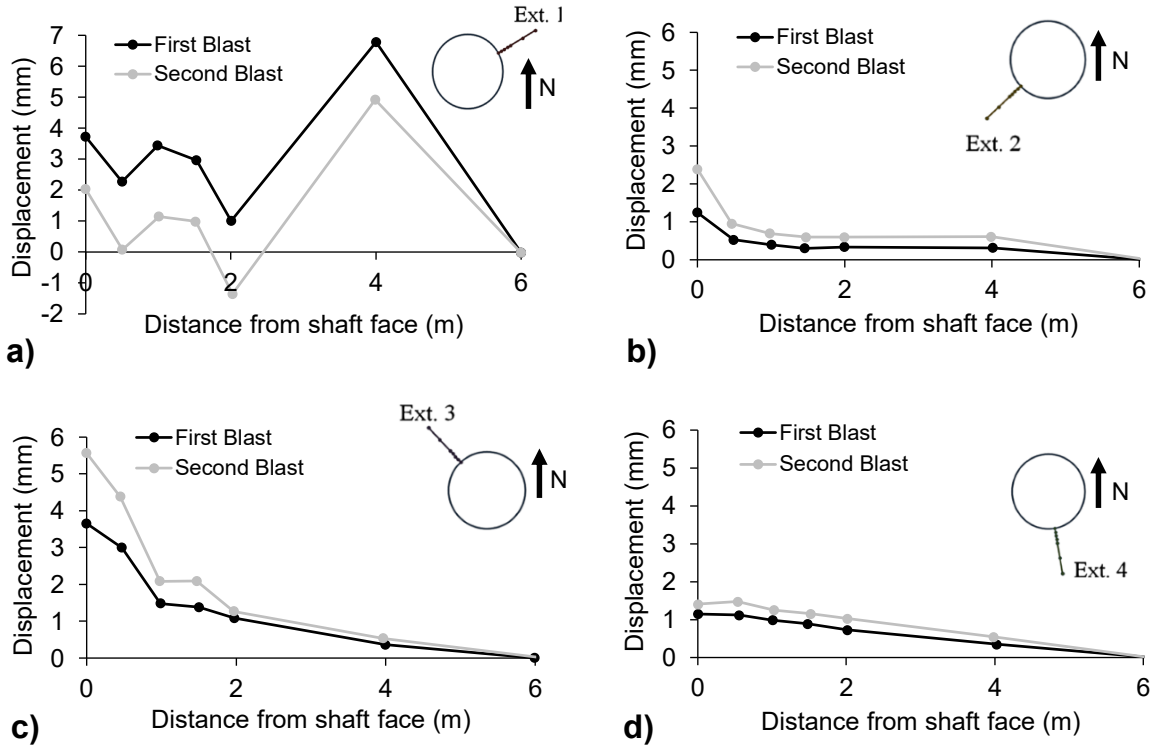 Ext. 1
7
6
5
4
3
2
1
0
-1
-2
First Blast
Second Blast
N
Displacement (mm)
0 2 4 6
Distance from shaft face (m)
a)
6
5
4
3
2
1
0
First Blast
Second Blast
N
Ext. 2
Displacement (mm)
0 2 4 6
Distance from shaft face (m)
b)
Ext. 3
6
5
4
3
2
1
0
First Blast
Second Blast
N
Displacement (mm)
0 2 4 6
Distance from shaft face (m)
c)
6
5
4
3
2
1
0
First Blast
Second Blast
N
Ext. 4
Displacement (mm)
0 2 4 6
Distance from shaft face (m)
d)